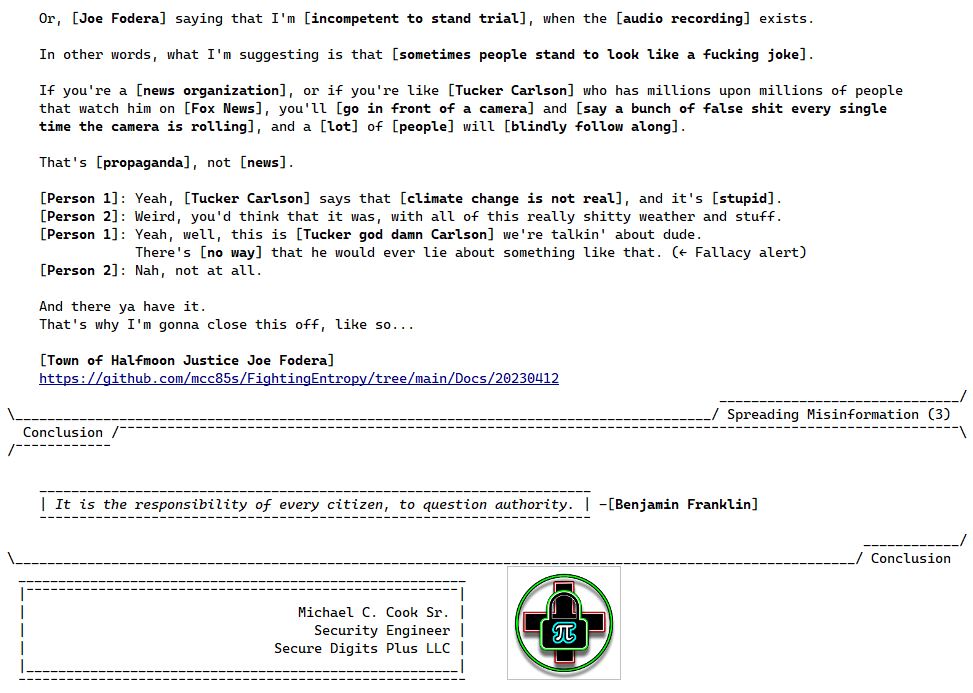 Or, [Joe Fodera] saying that I'm [incompetent to stand trial], when the [audio recording] exists.
In other words, what I'm suggesting is that [sometimes people stand to look like a fucking joke].
If you're a [news organization], or if you're like [Tucker Carlson] who has millions upon millions of people
that watch him on [Fox News], you'll [go in front of a camera] and [say a bunch of false shit every single
time the camera is rolling], and a [lot] of [people] will [blindly follow along].
That's [propaganda], not [news].
[Person 1]: Yeah, [Tucker Carlson] says that [climate change is not real], and it's [stupid].
[Person 2]: Weird, you'd think that it was, with all of this really shitty weather and stuff.
[Person 1]: Yeah, well, this is [Tucker god damn Carlson] we're talkin' about dude.
There's [no way] that he would ever lie about something like that. (← Fallacy alert)
[Person 2]: Nah, not at all.
And there ya have it.
That's why I'm gonna close this off, like so...
[Town of Halfmoon Justice Joe Fodera]
https://github.com/mcc85s/FightingEntropy/tree/main/Docs/20230412
Spreading Misinformation (3)
Conclusion
| It is the responsibility of every citizen, to question authority. | -[Benjamin Franklin]
Conclusion
Michael C. Cook Sr.
Security Engineer
Secure Digits Plus LLC
π